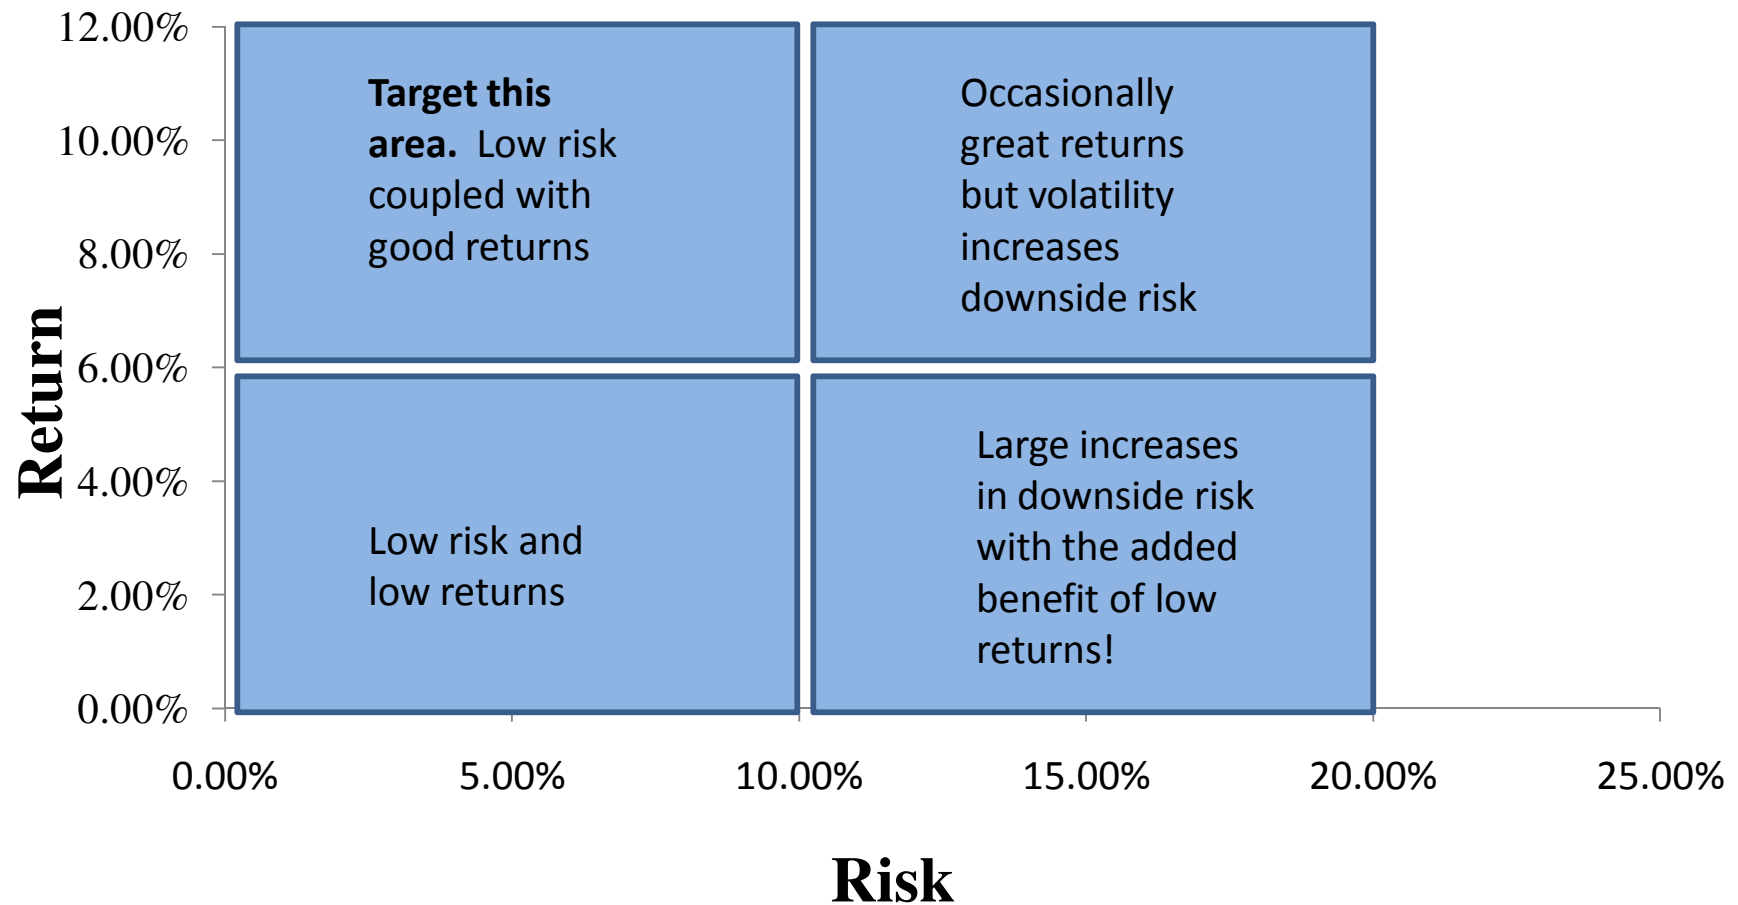 12.00%
10.00%
8.00%
6.00%
4.00%
2.00%
0.00%
Return
Target this
area. Low risk
coupled with
good returns
Occasionally
great returns
but volatility
increases
downside risk
Low risk and
low returns
Large increases
in downside risk
with the added
benefit of low
returns!
0.00% 5.00% 10.00% 15.00% 20.00% 25.00%
Risk